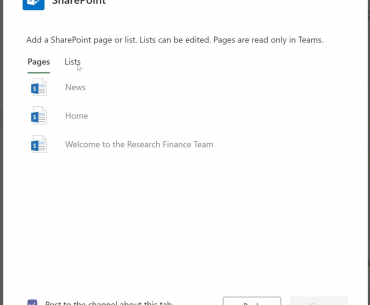 SharePoint
Add a SharePoint page or list. Lists can be edited. Pages are read only in Teams.
Pages Lists
News
Home
Welcome to the Research Finance Team
Post to the channel about this tab